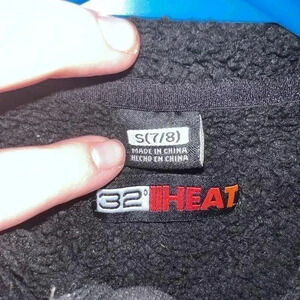 S(7/8)
MADE IN CHINA
HECHO EN CHINA
32° HEAT